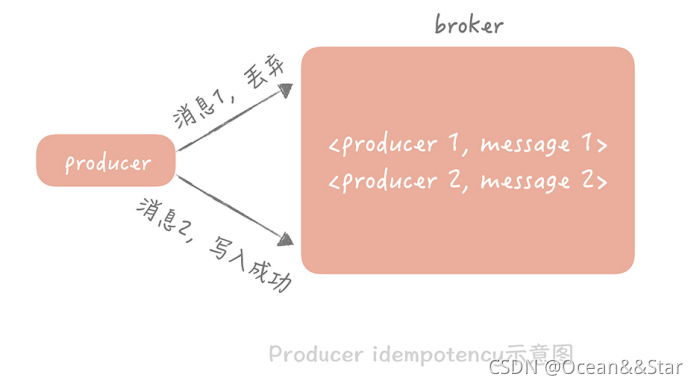 broker
消息1，丢弃
<producer 1, message 1>
producer
<producer 2, message 2>
消息2，写入成功
Producer idempotency示意图
CSDN @Ocean&&Star